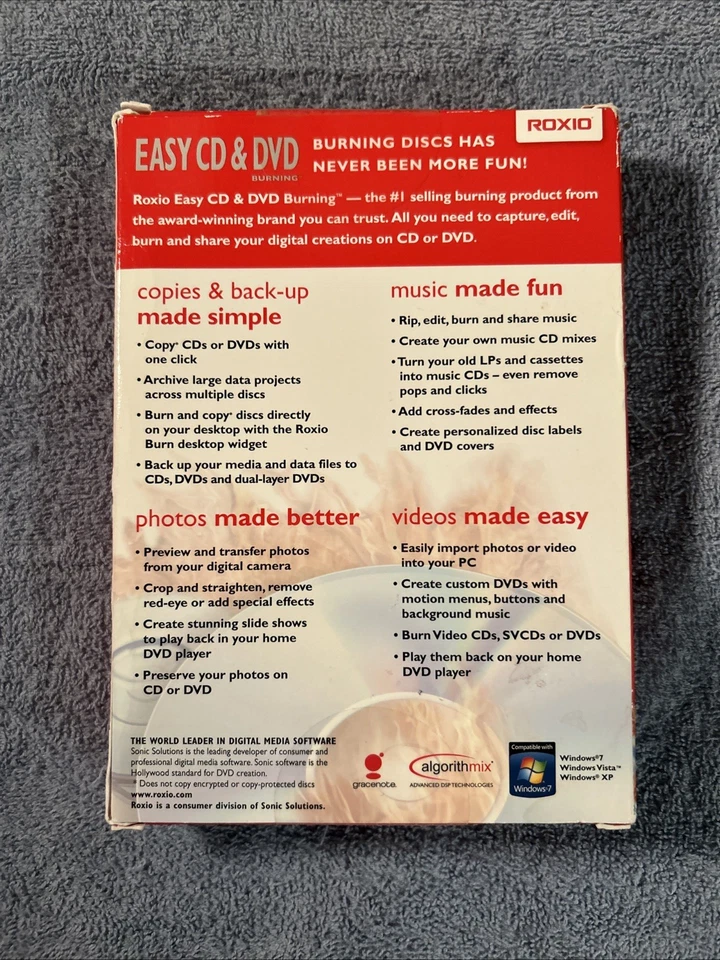 ROXIO
EASY CD & DVD
BURNING
BURNING DISCS HAS
NEVER BEEN MORE FUN!
Roxio Easy CD & DVD Burning™ — the #1 selling burning product from
the award-winning brand you can trust. All you need to capture, edit,
burn and share your digital creations on CD or DVD.
copies & back-up
made simple
• Copy* CDs or DVDs with
one click
• Archive large data projects
across multiple discs
• Burn and copy* discs directly
on your desktop with the Roxio
Burn desktop widget
• Back up your media and data files to
CDs, DVDs and dual-layer DVDs
music made fun
• Rip, edit, burn and share music
• Create your own music CD mixes
• Turn your old LPs and cassettes
into music CDs – even remove
pops and clicks
• Add cross-fades and effects
• Create personalized disc labels
and DVD covers
photos made better
• Preview and transfer photos
from your digital camera
• Crop and straighten, remove
red-eye or add special effects
• Create stunning slide shows
to play back in your home
DVD player
• Preserve your photos on
CD or DVD
videos made easy
• Easily import photos or video
into your PC
• Create custom DVDs with
motion menus, buttons and
background music
• Burn Video CDs, SVCDs or DVDs
• Play them back on your home
DVD player
THE WORLD LEADER IN DIGITAL MEDIA SOFTWARE
Sonic Solutions is the leading developer of consumer and
professional digital media software. Sonic software is the
Hollywood standard for DVD creation.
* Does not copy encrypted or copy-protected discs
www.roxio.com
Roxio is a consumer division of Sonic Solutions.
gracenote.
algorithmix®
ADVANCED DSP TECHNOLOGIES
Compatible with
Windows®7
Windows®7
Windows Vista™
Windows® XP